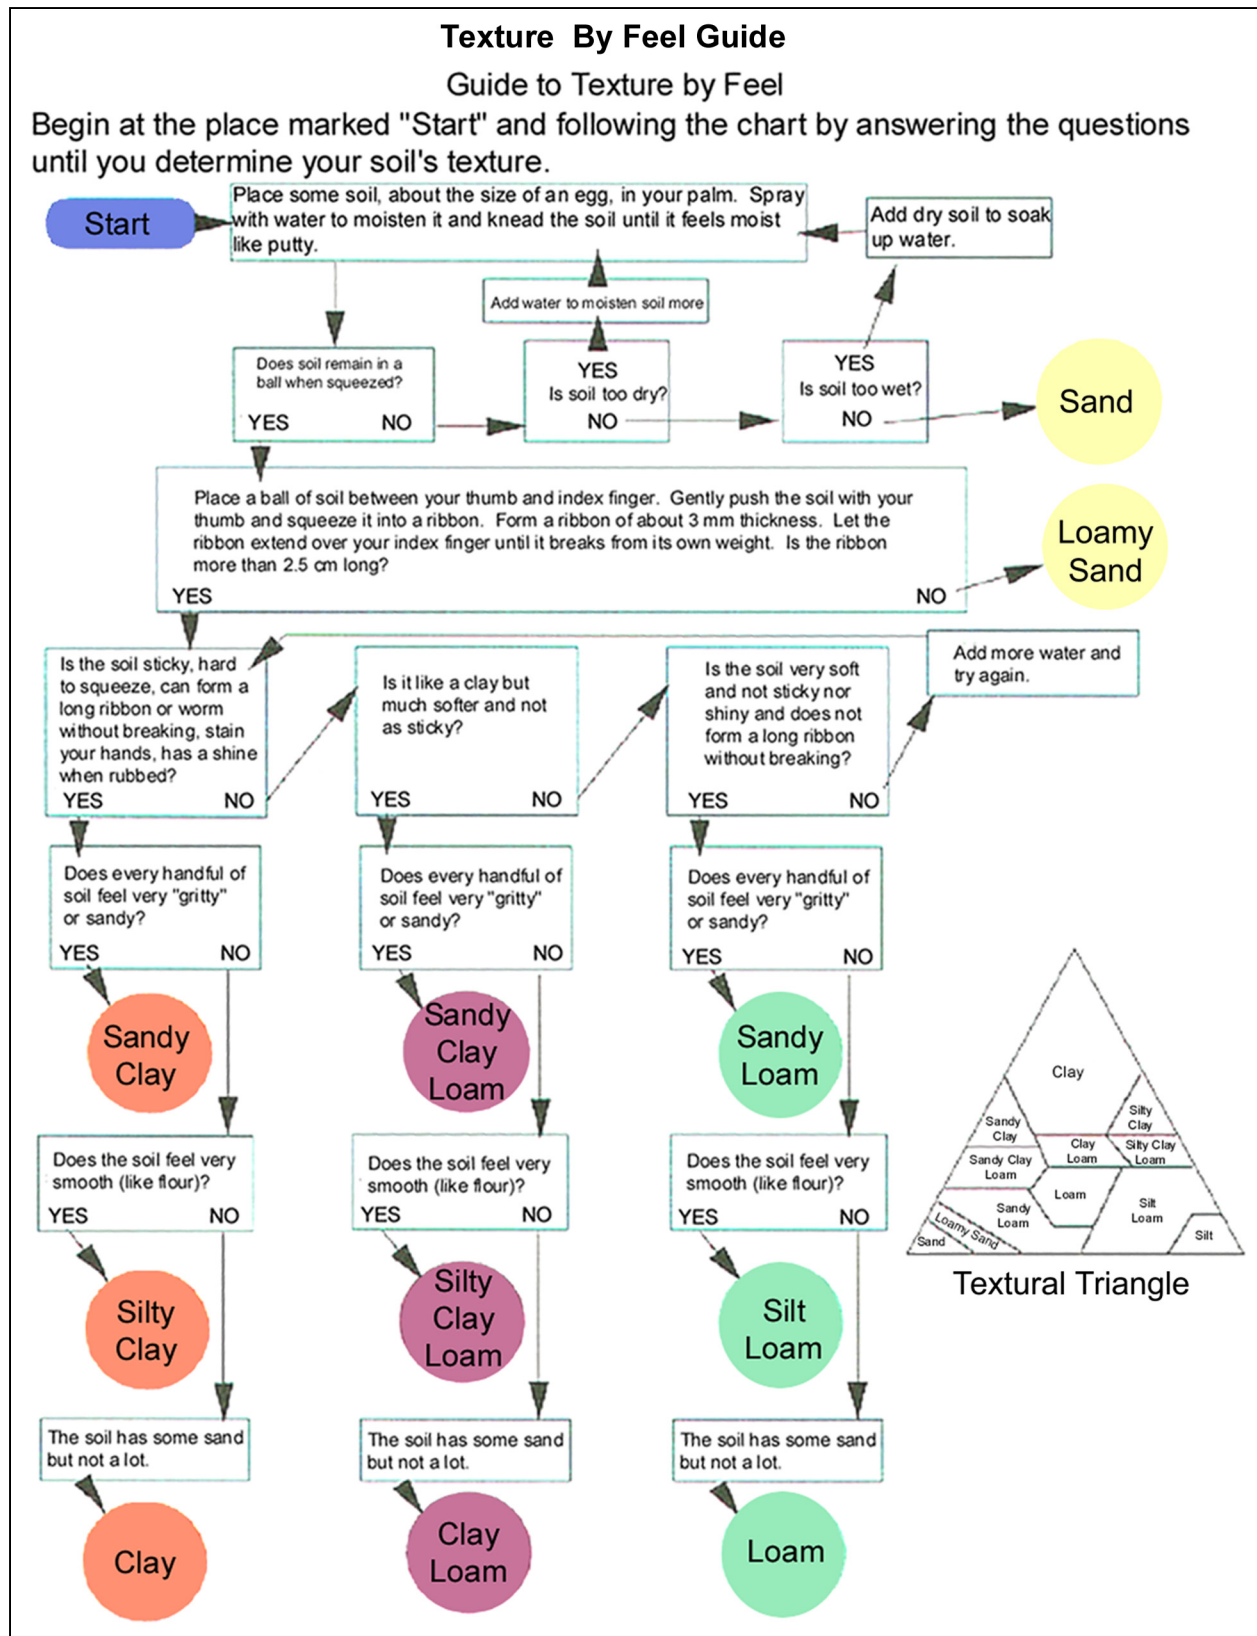 Texture  By Feel Guide
Guide to Texture by Feel
Begin at the place marked "Start" and following the chart by answering the questions
until you determine your soil's texture.
Start
Place some soil, about the size of an egg, in your palm.  Spray
with water to moisten it and knead the soil until it feels moist
like putty.
Add dry soil to soak
up water.
Add water to moisten soil more
Does soil remain in a
ball when squeezed?
YES NO
YES
Is soil too dry?
NO
YES
Is soil too wet?
NO
Sand
Place a ball of soil between your thumb and index finger.  Gently push the soil with your
thumb and squeeze it into a ribbon.  Form a ribbon of about 3 mm thickness.  Let the
ribbon extend over your index finger until it breaks from its own weight.  Is the ribbon
more than 2.5 cm long?
YES NO
Loamy
Sand
Is the soil sticky, hard
to squeeze, can form a
long ribbon or worm
without breaking, stain
your hands, has a shine
when rubbed?
YES NO
Is it like a clay but
much softer and not
as sticky?
YES NO
Is the soil very soft
and not sticky nor
shiny and does not
form a long ribbon
without breaking?
YES NO
Add more water and
try again.
Does every handful of
soil feel very "gritty"
or sandy?
YES NO
Does every handful of
soil feel very "gritty"
or sandy?
YES NO
Does every handful of
soil feel very "gritty"
or sandy?
YES NO
Sandy
Clay
Sandy
Clay
Loam
Sandy
Loam
Does the soil feel very
smooth (like flour)?
YES NO
Does the soil feel very
smooth (like flour)?
YES NO
Does the soil feel very
smooth (like flour)?
YES NO
Silty
Clay
Silty
Clay
Loam
Silt
Loam
The soil has some sand
but not a lot.
The soil has some sand
but not a lot.
The soil has some sand
but not a lot.
Clay
Clay
Loam
Loam
Clay
Sandy
Clay
Silty
Clay
Clay
Loam
Silty Clay
Loam
Sandy Clay
Loam
Loam
Silt
Loam
Sandy
Loam
Loamy Sand
Sand
Silt
Textural Triangle